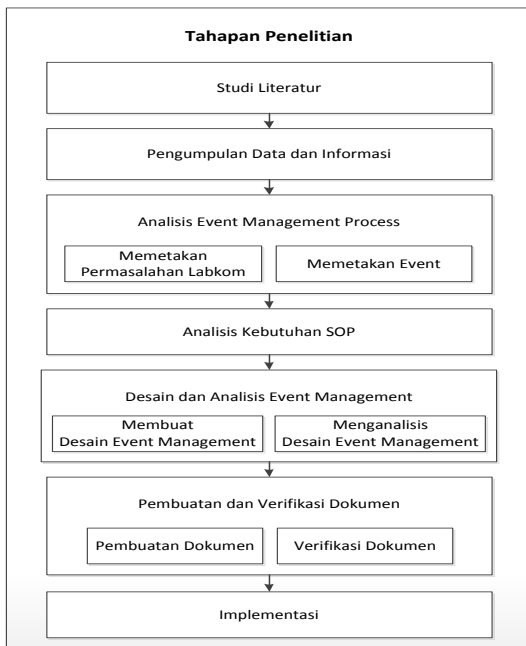 Tahapan Penelitian
Studi Literatur
Pengumpulan Data dan Informasi
Analisis Event Management Process
Memetakan
Permasalahan Labkom
Memetakan Event
Analisis Kebutuhan SOP
Desain dan Analisis Event Management
Membuat
Desain Event Management
Menganalisis
Desain Event Management
Pembuatan dan Verifikasi Dokumen
Pembuatan Dokumen
Verifikasi Dokumen
Implementasi